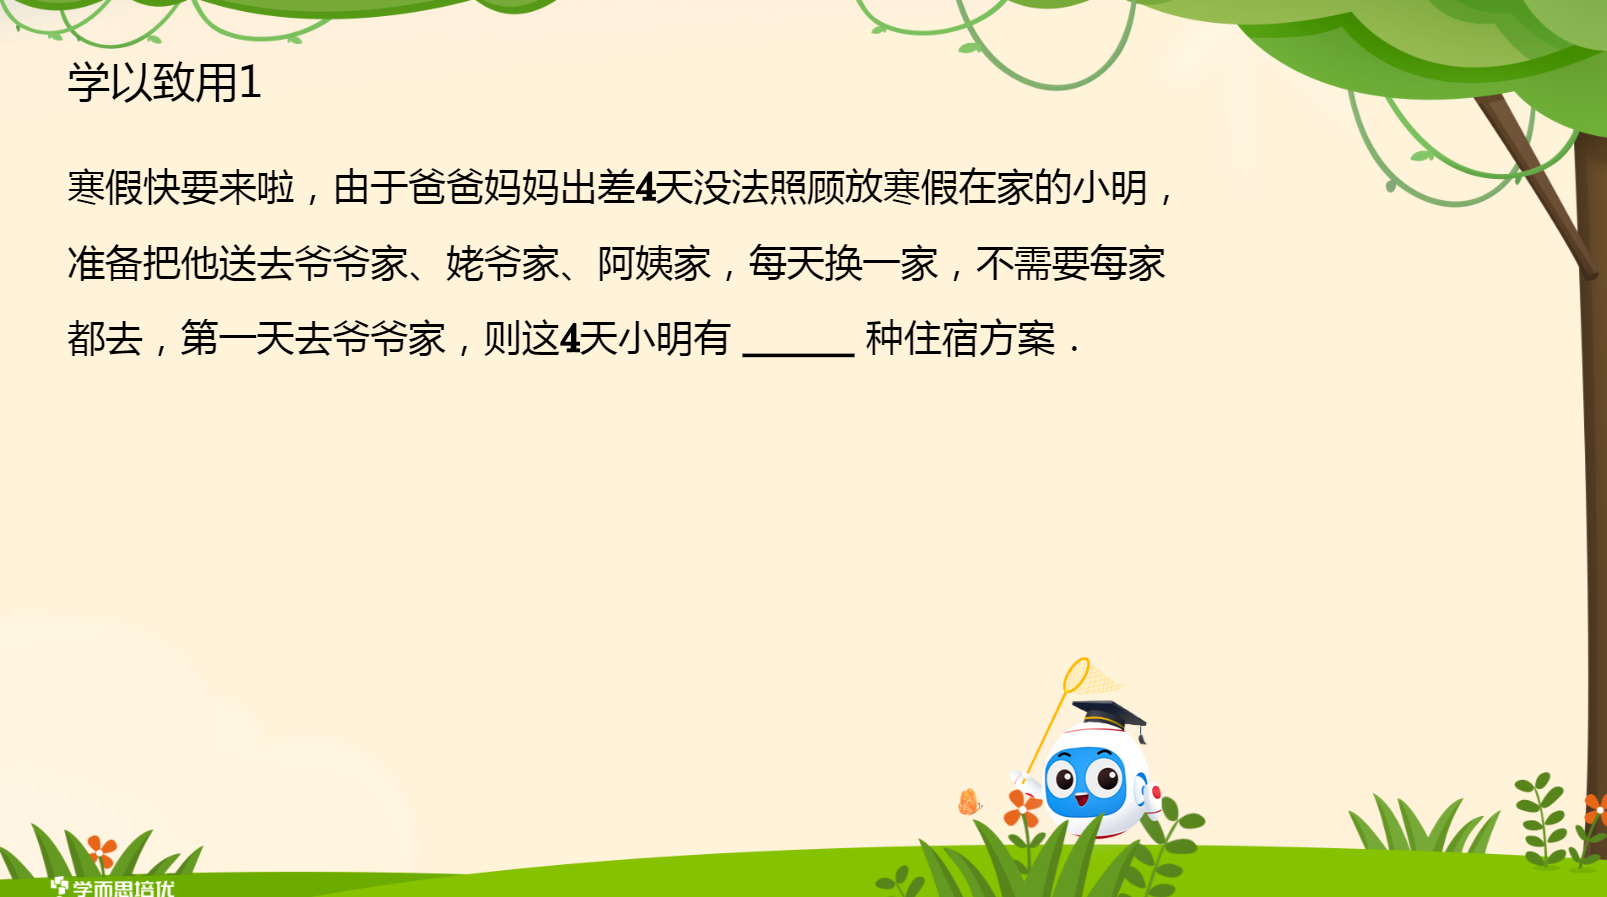 学以致用1
寒假快要来啦，由于爸爸妈妈出差4天没法照顾放寒假在家的小明，
准备把他送去爷爷家、姥爷家、阿姨家，每天换一家，不需要每家
都去，第一天去爷爷家，则这4天小明有 ______ 种住宿方案．
学而思培优